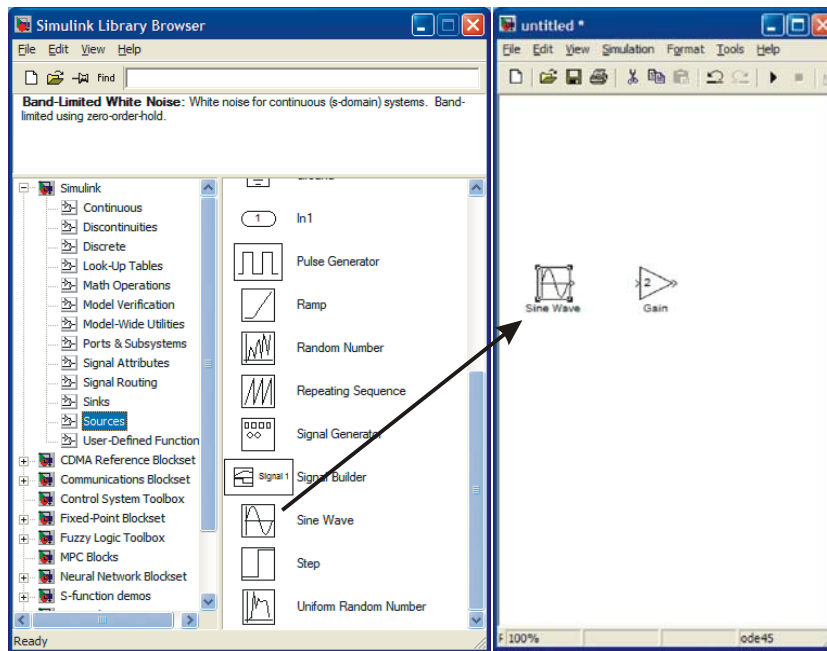 Simulink Library Browser
File Edit View Help
Find
Band-Limited White Noise: White noise for continuous (s-domain) systems. Band-
limited using zero-order-hold.
Simulink
Continuous
Discontinuities
Discrete
Look-Up Tables
Math Operations
Model Verification
Model-Wide Utilities
Ports & Subsystems
Signal Attributes
Signal Routing
Sinks
Sources
User-Defined Function
CDMA Reference Blockset
Communications Blockset
Control System Toolbox
Fixed-Point Blockset
Fuzzy Logic Toolbox
MPC Blocks
Neural Network Blockset
S-function demos
1 In1
Pulse Generator
Ramp
Random Number
Repeating Sequence
Signal Generator
Signal 1 Signal Builder
Sine Wave
Step
Uniform Random Number
Ready
untitled *
File Edit View Simulation Format Tools Help
2
Sine Wave Gain
F 100% ode45